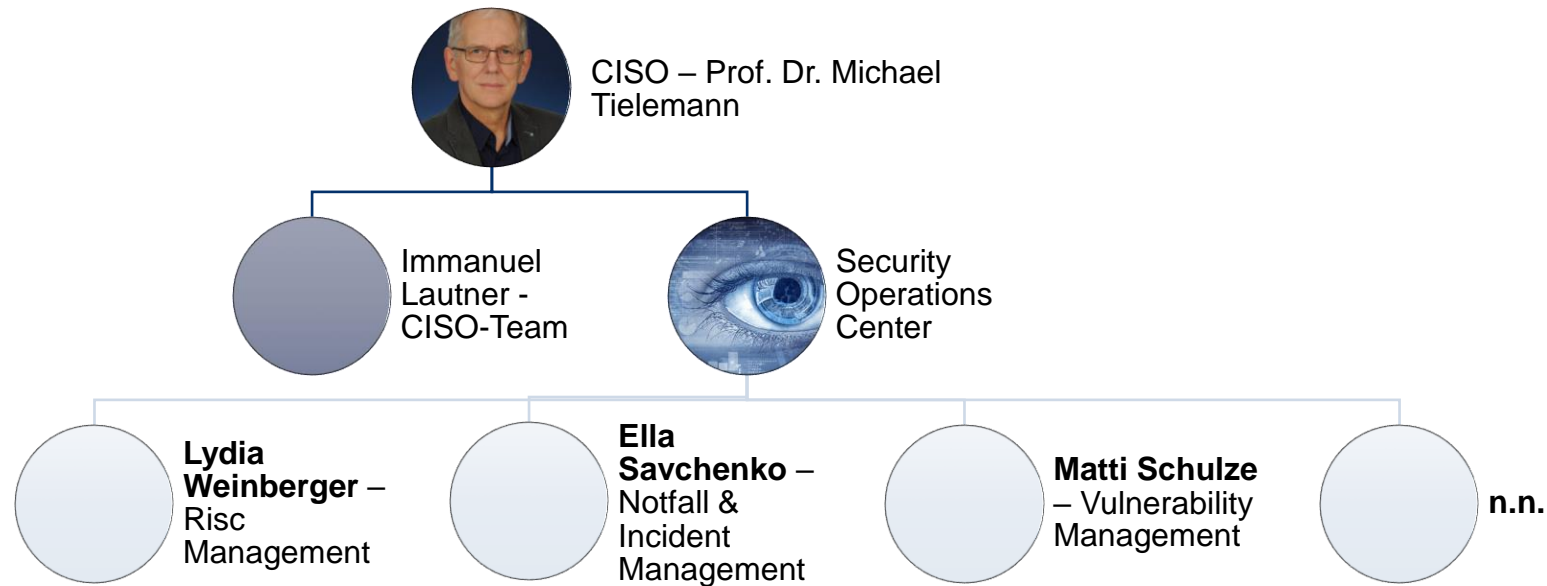 CISO – Prof. Dr. Michael
Tielemann
Immanuel
Lautner -
CISO-Team
Security
Operations
Center
Lydia
Weinberger –
Risc
Management
Ella
Savchenko –
Notfall &
Incident
Management
Matti Schulze
– Vulnerability
Management
n.n.